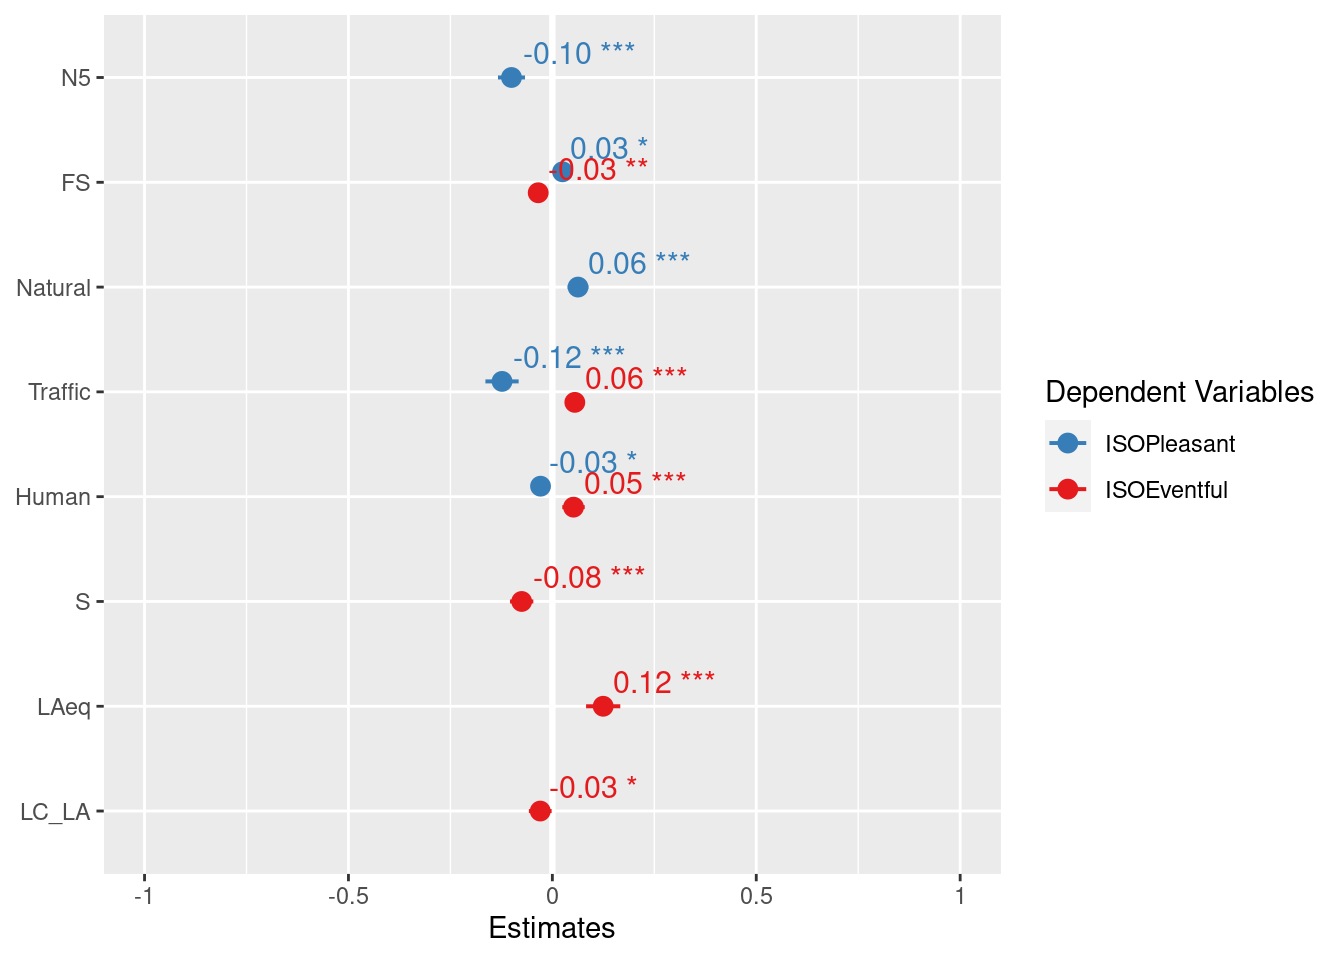 -0.10 ***
N5
0.03 *
-0.03 **
FS
0.06 ***
Natural
-0.12 ***
0.06 ***
Traffic
-0.03 *
0.05 ***
Human
-0.08 ***
S
0.12 ***
LAeq
-0.03 *
LC_LA
-1 -0.5 0 0.5 1
Estimates
Dependent Variables
ISOPleasant
ISOEventful